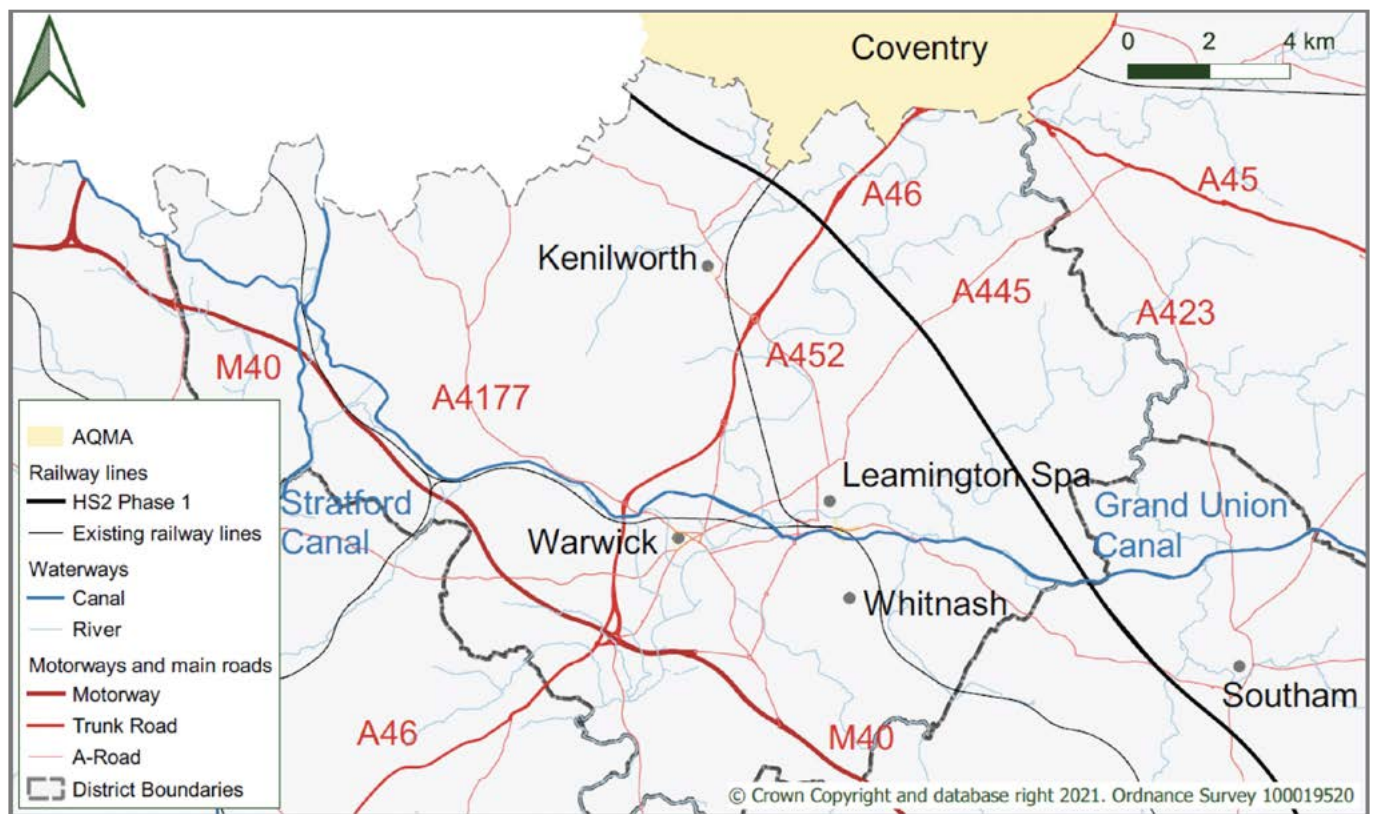 Coventry
0 2 4 km
A46
A45
Kenilworth
A445
A423
M40
A452
A4177
AQMA
Railway lines
HS2 Phase 1
Existing railway lines
Waterways
Canal
River
Motorways and main roads
Motorway
Trunk Road
A-Road
District Boundaries
Stratford
Canal
Leamington Spa
Grand Union
Canal
Warwick
Whitnash
Southam
A46
M40
© Crown Copyright and database right 2021. Ordnance Survey 100019520